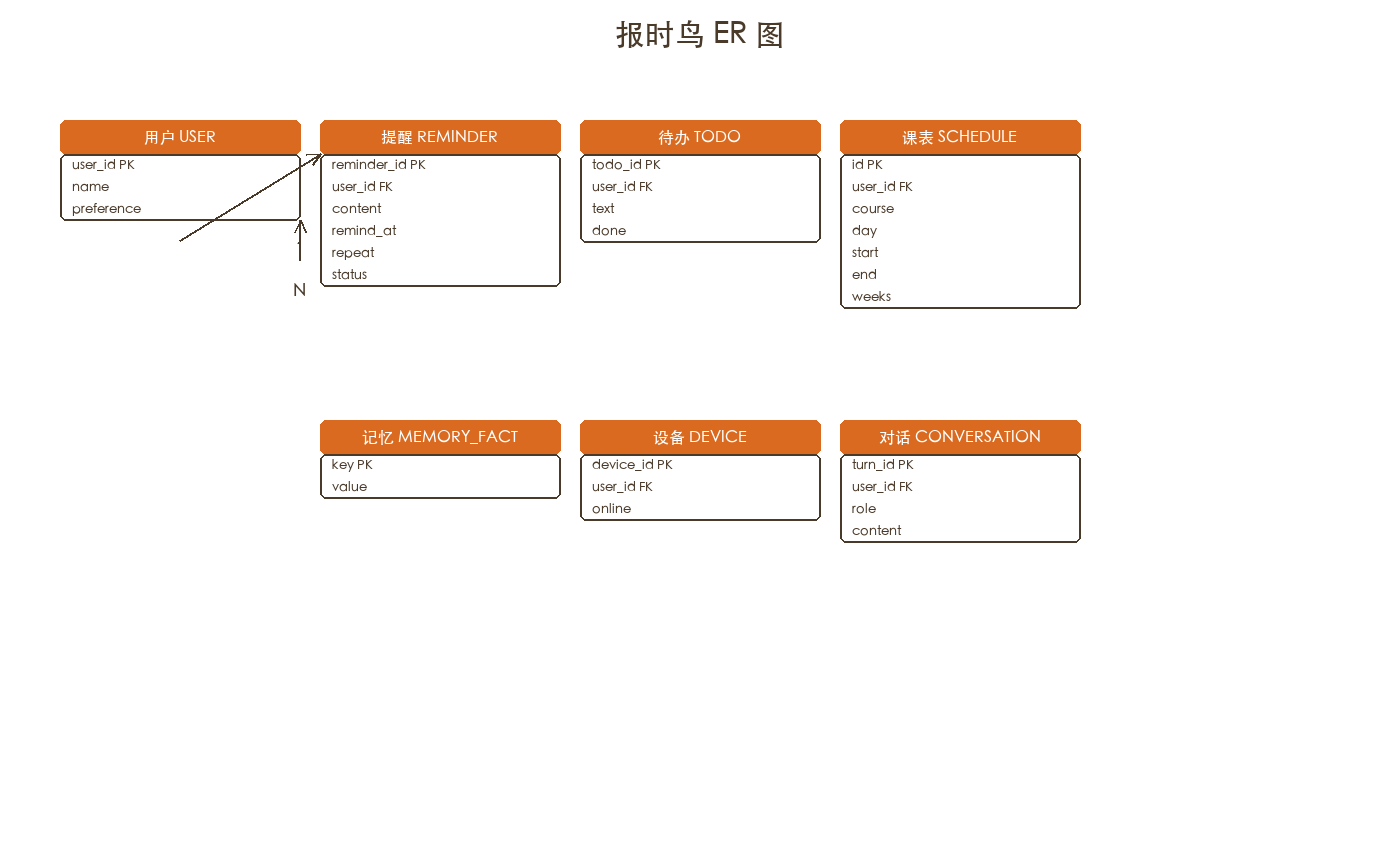 报时鸟 ER 图
用户 USER
user_id PK
name
preference
提醒 REMINDER
reminder_id PK
user_id FK
content
remind_at
repeat
status
待办 TODO
todo_id PK
user_id FK
text
done
课表 SCHEDULE
id PK
user_id FK
course
day
start
end
weeks
N
记忆 MEMORY_FACT
key PK
value
设备 DEVICE
device_id PK
user_id FK
online
对话 CONVERSATION
turn_id PK
user_id FK
role
content